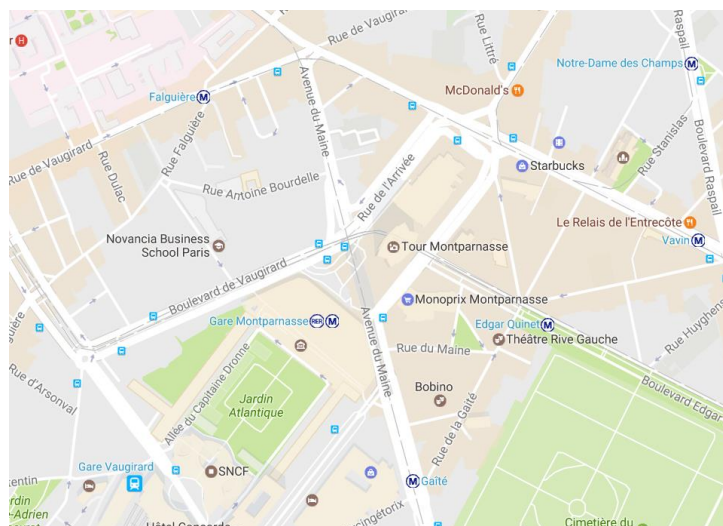 Rue de Vaugirard
Rue Littré
Raspail
Notre-Dame des Champs
Avenue du Maine
McDonald's
Falguière
Rue Falguière
Rue de Vaugirard
Rue Dulac
Rue Stanislas
Starbucks
Boulevard Raspail
Rue Antoine Bourdelle
Rue de l'Arrivée
Le Relais de l'Entrecôte
Vavin
Novancia Business
School Paris
Tour Montparnasse
Boulevard de Vaugirard
Monoprix Montparnasse
Gare Montparnasse
RER
Edgar Quinet
Rue Huyghens
Théâtre Rive Gauche
Avenue du Maine
Rue du Maine
Allée du Capitaine Dronne
Rue d'Arsonval
Bobino
Boulevard Edgar
Jardin
Atlantique
Rue de la Gaîté
Gare Vaugirard
SNCF
Gaîté
Cimetière du